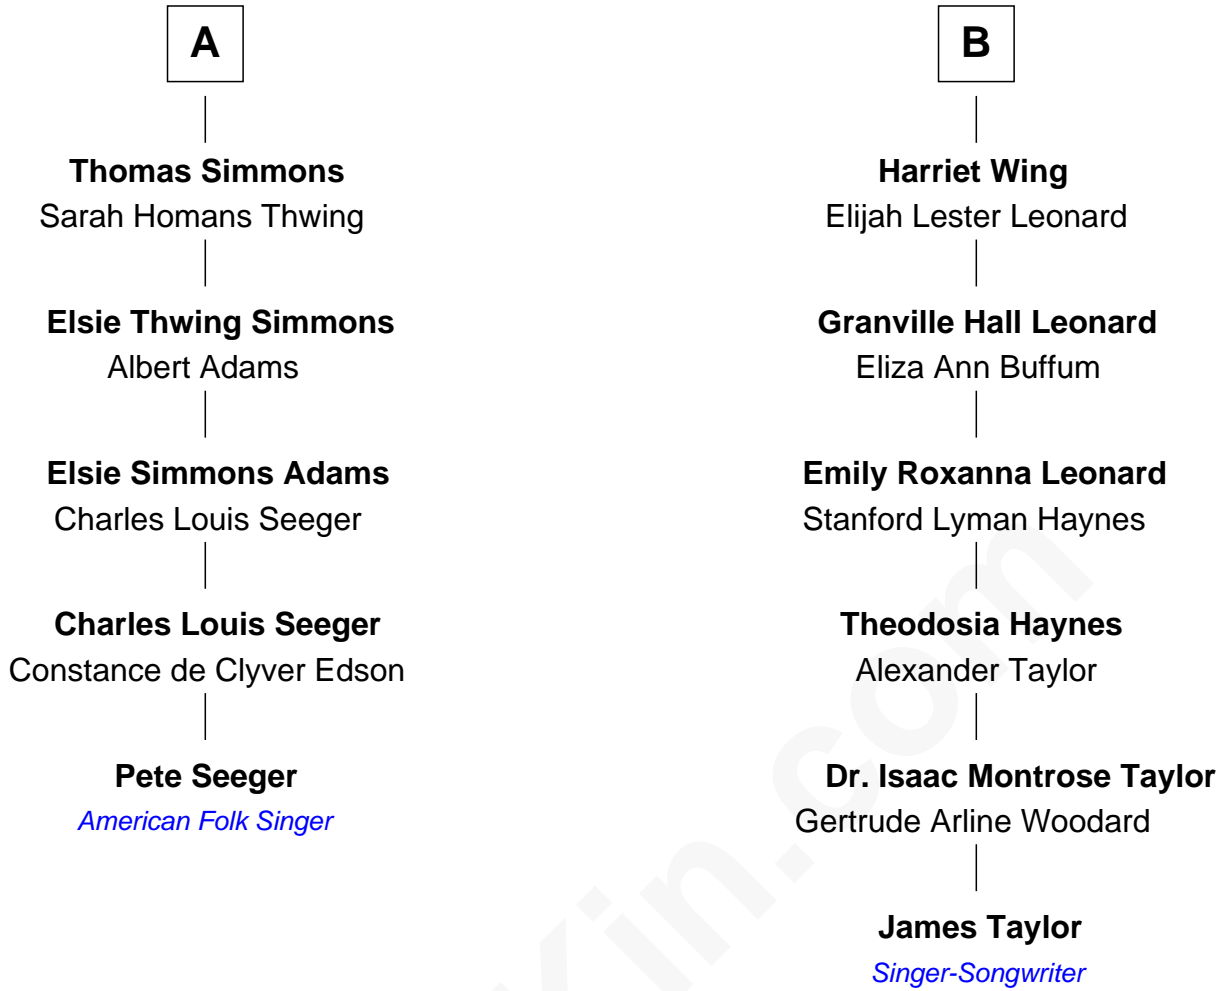 A
Thomas Simmons
Sarah Homans Thwing
Elsie Thwing Simmons
Albert Adams
Elsie Simmons Adams
Charles Louis Seeger
Charles Louis Seeger
Constance de Clyver Edson
Pete Seeger
American Folk Singer
B
Harriet Wing
Elijah Lester Leonard
Granville Hall Leonard
Eliza Ann Buffum
Emily Roxanna Leonard
Stanford Lyman Haynes
Theodosia Haynes
Alexander Taylor
Dr. Isaac Montrose Taylor
Gertrude Arline Woodard
James Taylor
Singer-Songwriter
Kin.com